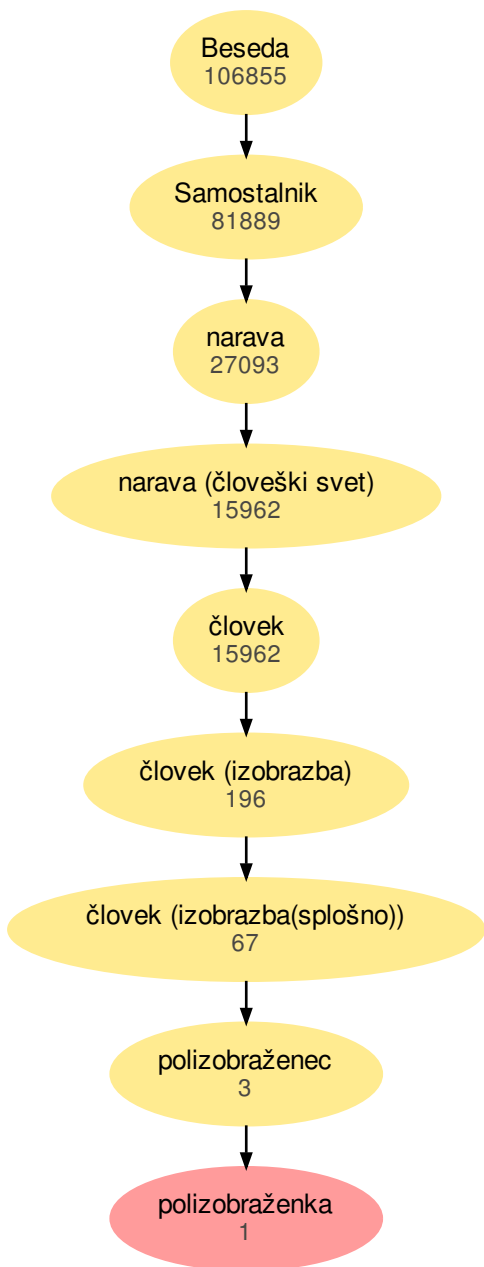 Beseda
106855
Samostalnik
81889
narava
27093
narava (človeški svet)
15962
človek
15962
človek (izobrazba)
196
človek (izobrazba(splošno))
67
polizobraženec
3
polizobraženka
1